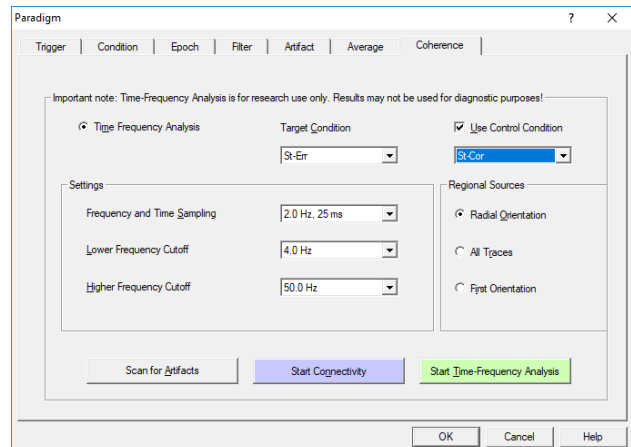 Paradigm
? X
Trigger Condition Epoch Filter Artifact Average Coherence
Important note: Time-Frequency Analysis is for research use only. Results may not be used for diagnostic purposes!
Time Frequency Analysis Target Condition Use Control Condition
St-Err St-Cor
Settings Regional Sources
Frequency and Time Sampling 2.0 Hz, 25 ms Radial Orientation
Lower Frequency Cutoff 4.0 Hz All Traces
Higher Frequency Cutoff 50.0 Hz First Orientation
Scan for Artifacts Start Connectivity Start Time-Frequency Analysis
OK Cancel Help